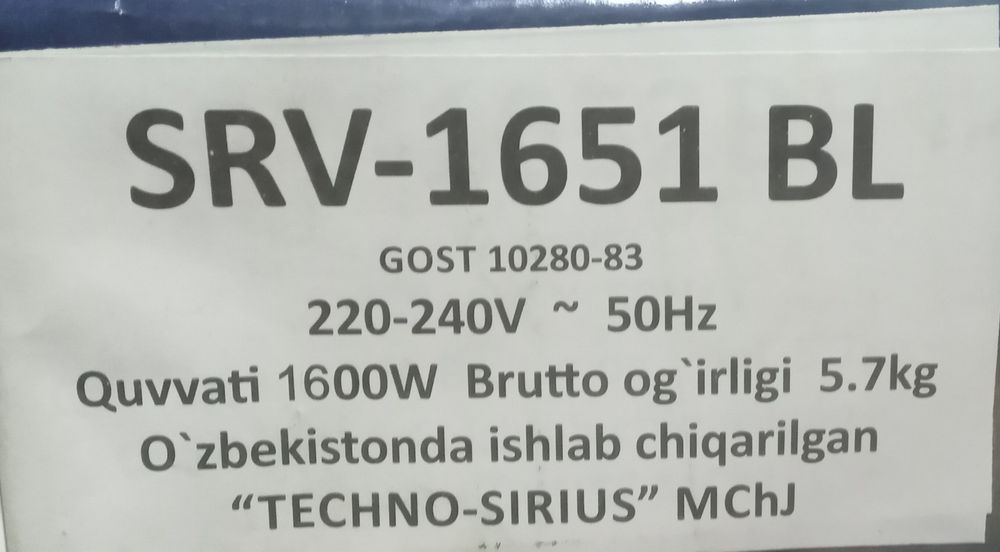 SRV-1651 BL
GOST 10280-83
220-240V ~ 50Hz
Quvvati 1600W Brutto og`irligi 5.7kg
O`zbekistonda ishlab chiqarilgan
“TECHNO-SIRIUS” MChJ